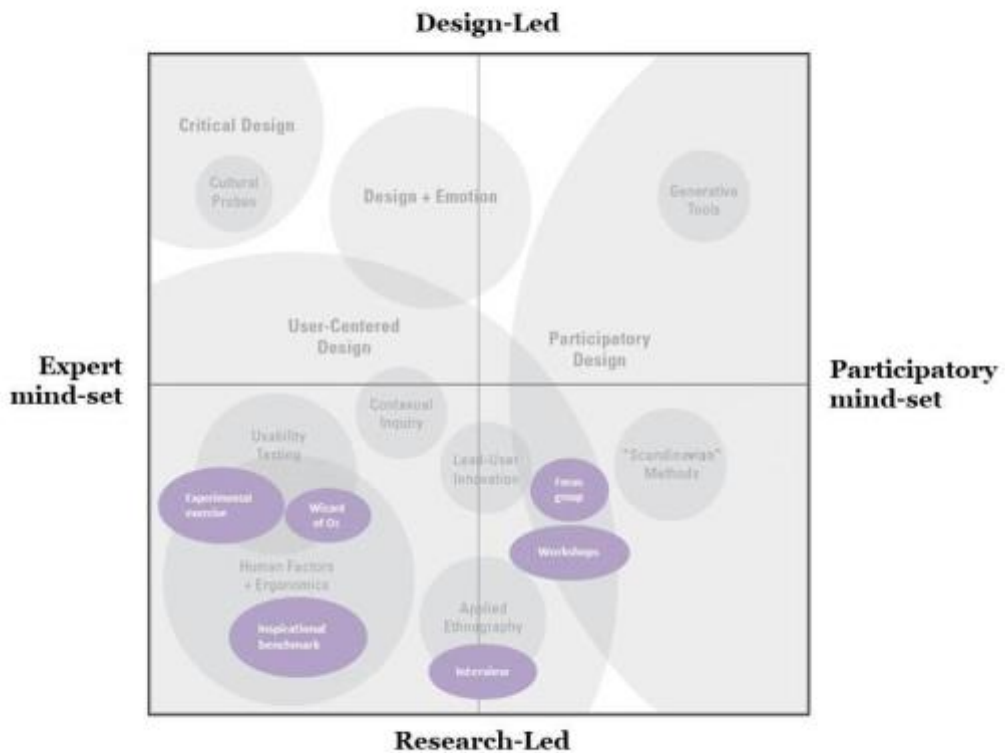 Design-Led
Critical Design
Cultural
Probes
Design + Emotion
Generative
Tools
User-Centered
Design
Participatory
Design
Expert
mind-set
Participatory
mind-set
Contexual
Inquiry
Usability
Testing
Lead-User
Innovation
"Scandinavian"
Methods
Focus
group
Experimental
exercise
Wizard
of Oz
Workshops
Human Factors
+ Ergonomics
Applied
Ethnography
Inspirational
benchmark
Interview
Research-Led